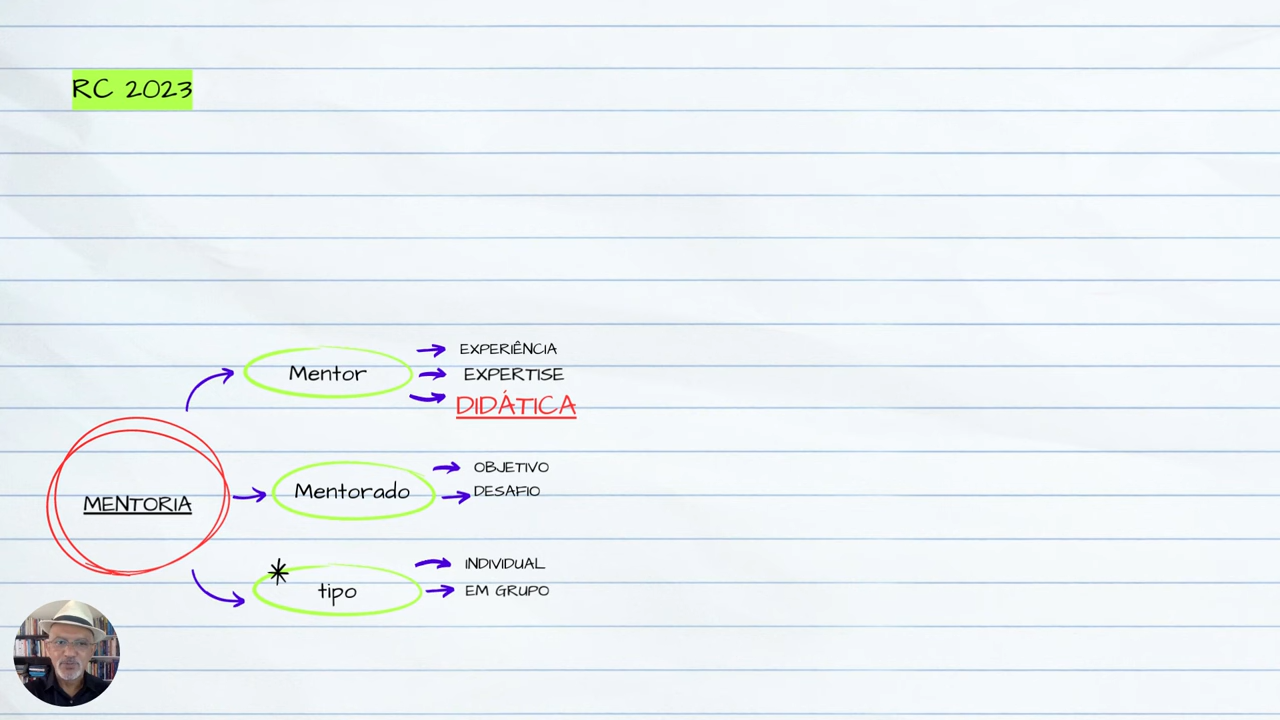 RC 2023
EXPERIÊNCIA
Mentor
EXPERTISE
DIDÁTICA
OBJETIVO
Mentorado
DESAFIO
MENTORIA
INDIVIDUAL
tipo
EM GRUPO